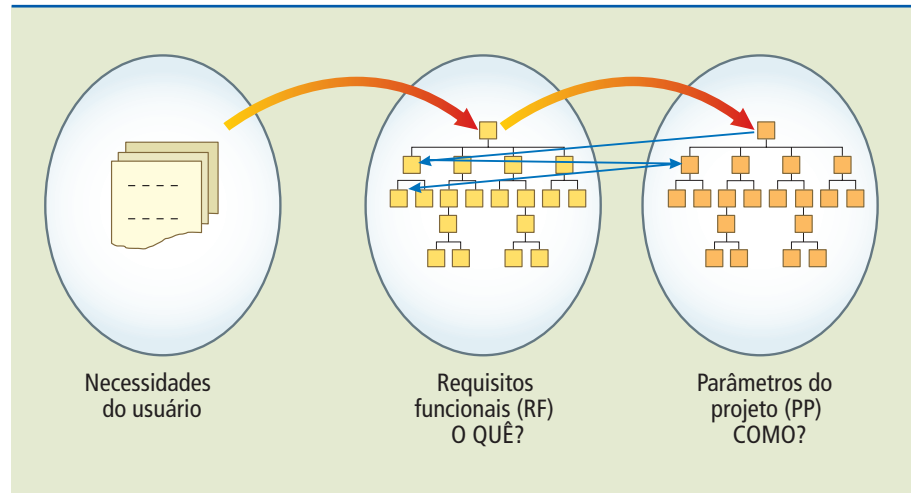 Necessidades
do usuário
Requisitos
funcionais (RF)
O QUÊ?
Parâmetros do
projeto (PP)
COMO?